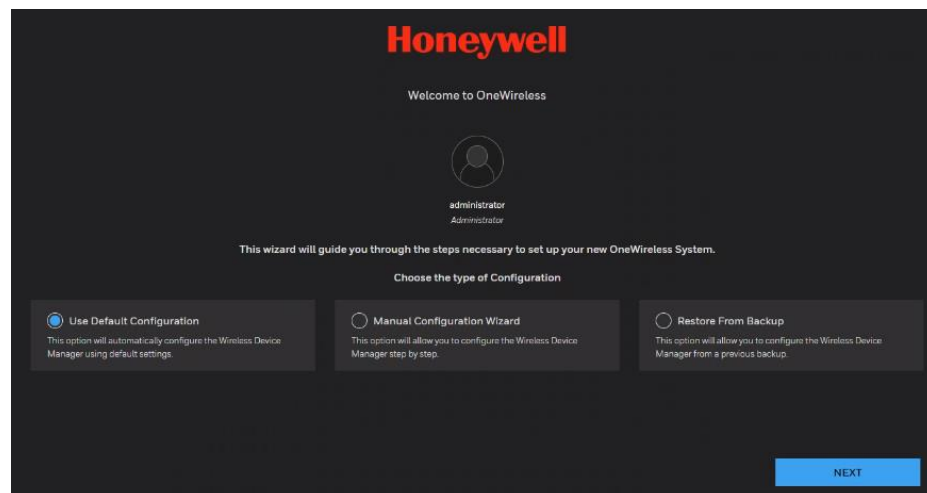 Honeywell
Welcome to OneWireless
administrator
Administrator
This wizard will guide you through the steps necessary to set up your new OneWireless System.
Choose the type of Configuration
Use Default Configuration
This option will automatically configure the Wireless Device
Manager using default settings.
Manual Configuration Wizard
This option will allow you to configure the Wireless Device
Manager step by step.
Restore From Backup
This option will allow you to configure the Wireless Device
Manager from a previous backup.
NEXT